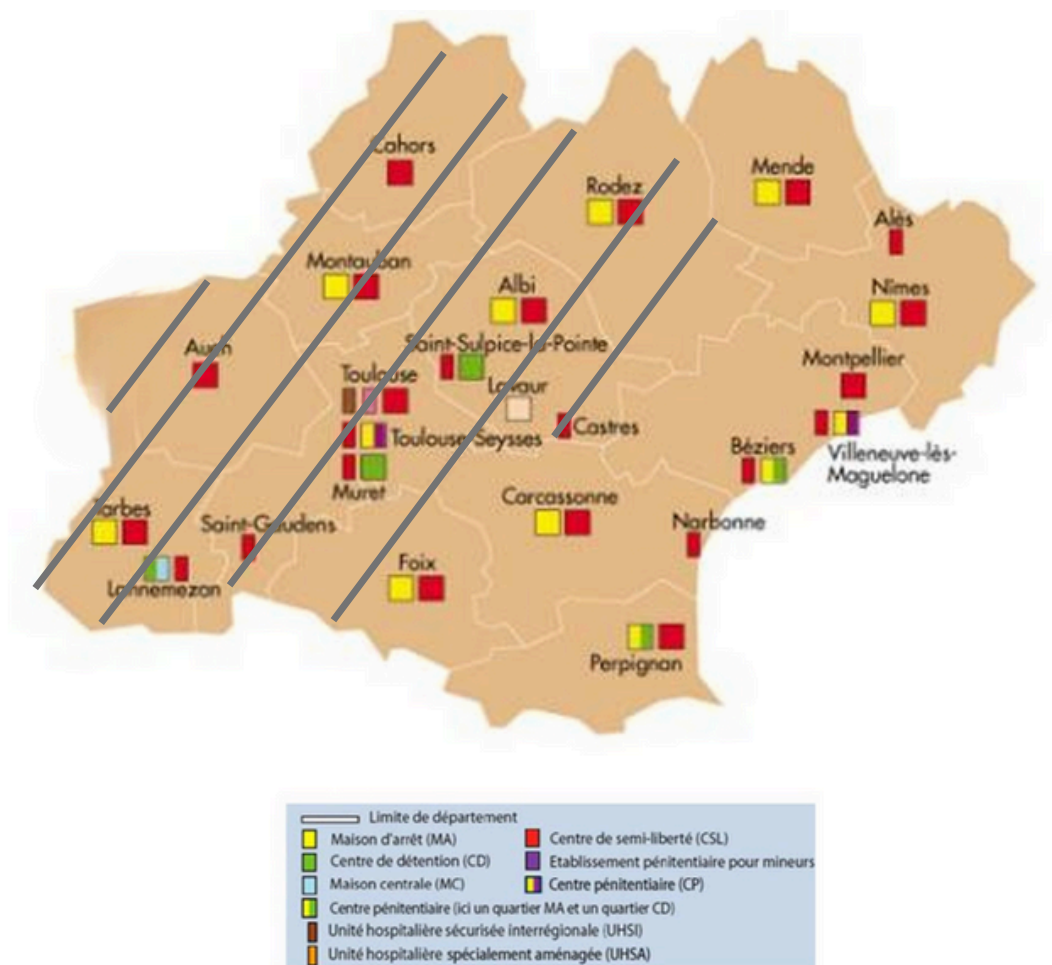 Cahors
Rodez
Mende
Alès
Montauban
Albi
Nîmes
Auch
Saint-Sulpice-la-Pointe
Montpellier
Toulouse
Lavaur
Castres
Toulouse-Seysses
Béziers
Villeneuve-lès-
Maguelone
Muret
Carcassonne
Tarbes
Saint-Gaudens
Narbonne
Foix
Lannemezan
Perpignan
Limite de département
Maison d'arrêt (MA)
Centre de semi-liberté (CSL)
Centre de détention (CD)
Etablissement pénitentiaire pour mineurs
Maison centrale (MC)
Centre pénitentiaire (CP)
Centre pénitentiaire (ici un quartier MA et un quartier CD)
Unité hospitalière sécurisée interrégionale (UHSI)
Unité hospitalière spécialement aménagée (UHSA)